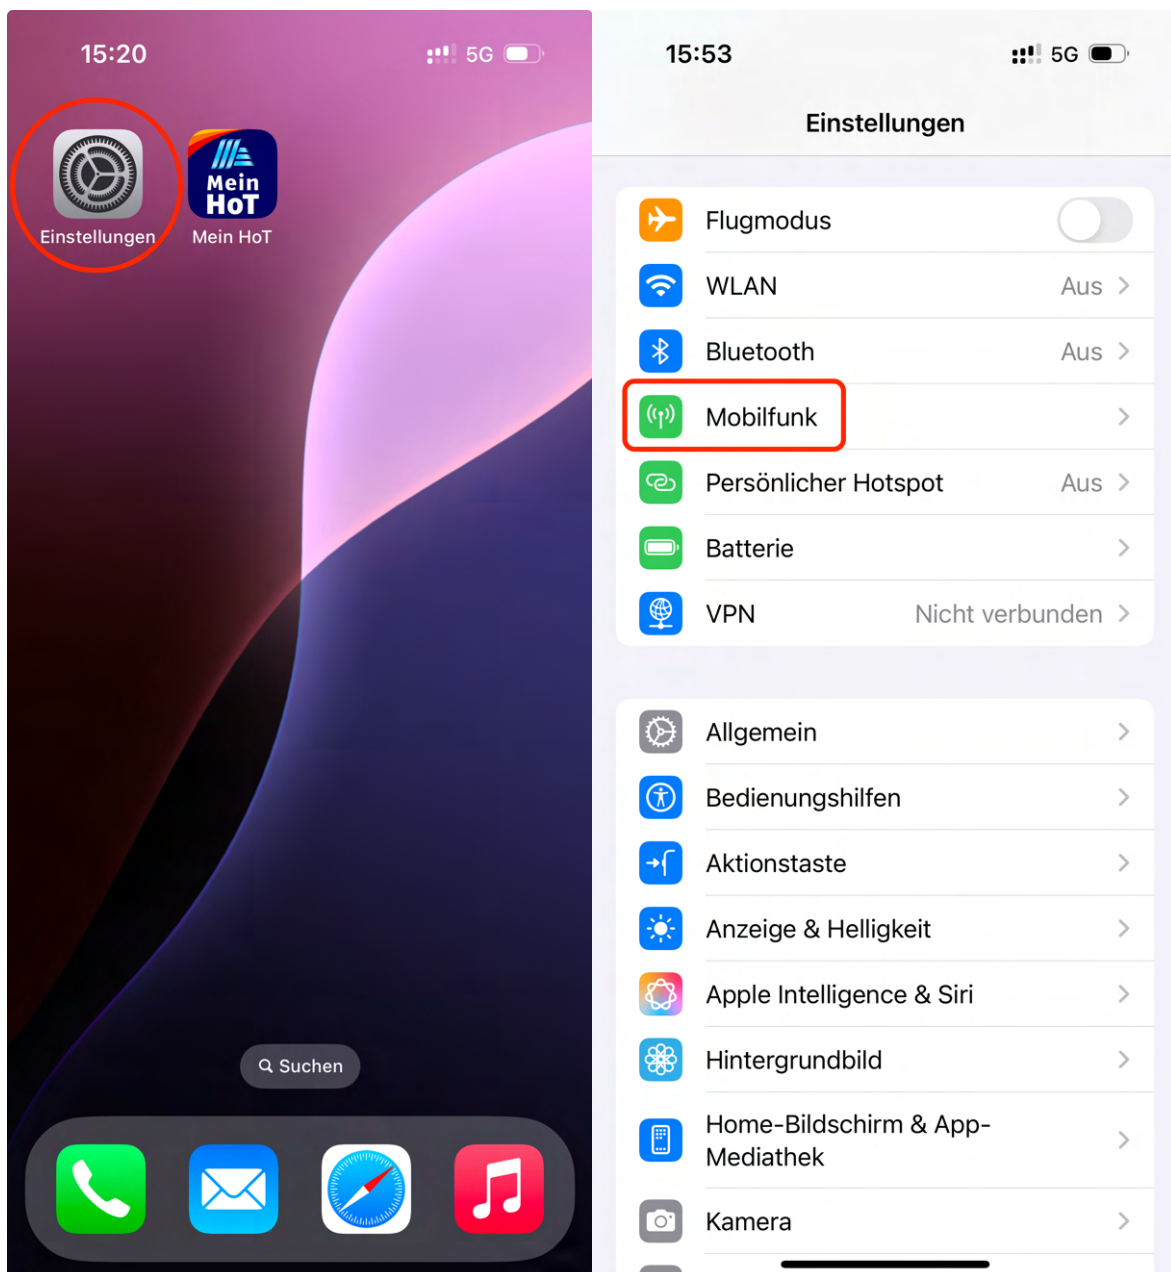 15:20
5G
Mein
HoT
Einstellungen
Mein HoT
Suchen
15:53
5G
Einstellungen
Flugmodus
WLAN
Aus
Bluetooth
Aus
Mobilfunk
Persönlicher Hotspot
Aus
Batterie
VPN
Nicht verbunden
Allgemein
Bedienungshilfen
Aktionstaste
Anzeige & Helligkeit
Apple Intelligence & Siri
Hintergrundbild
Home-Bildschirm & App-
Mediathek
Kamera